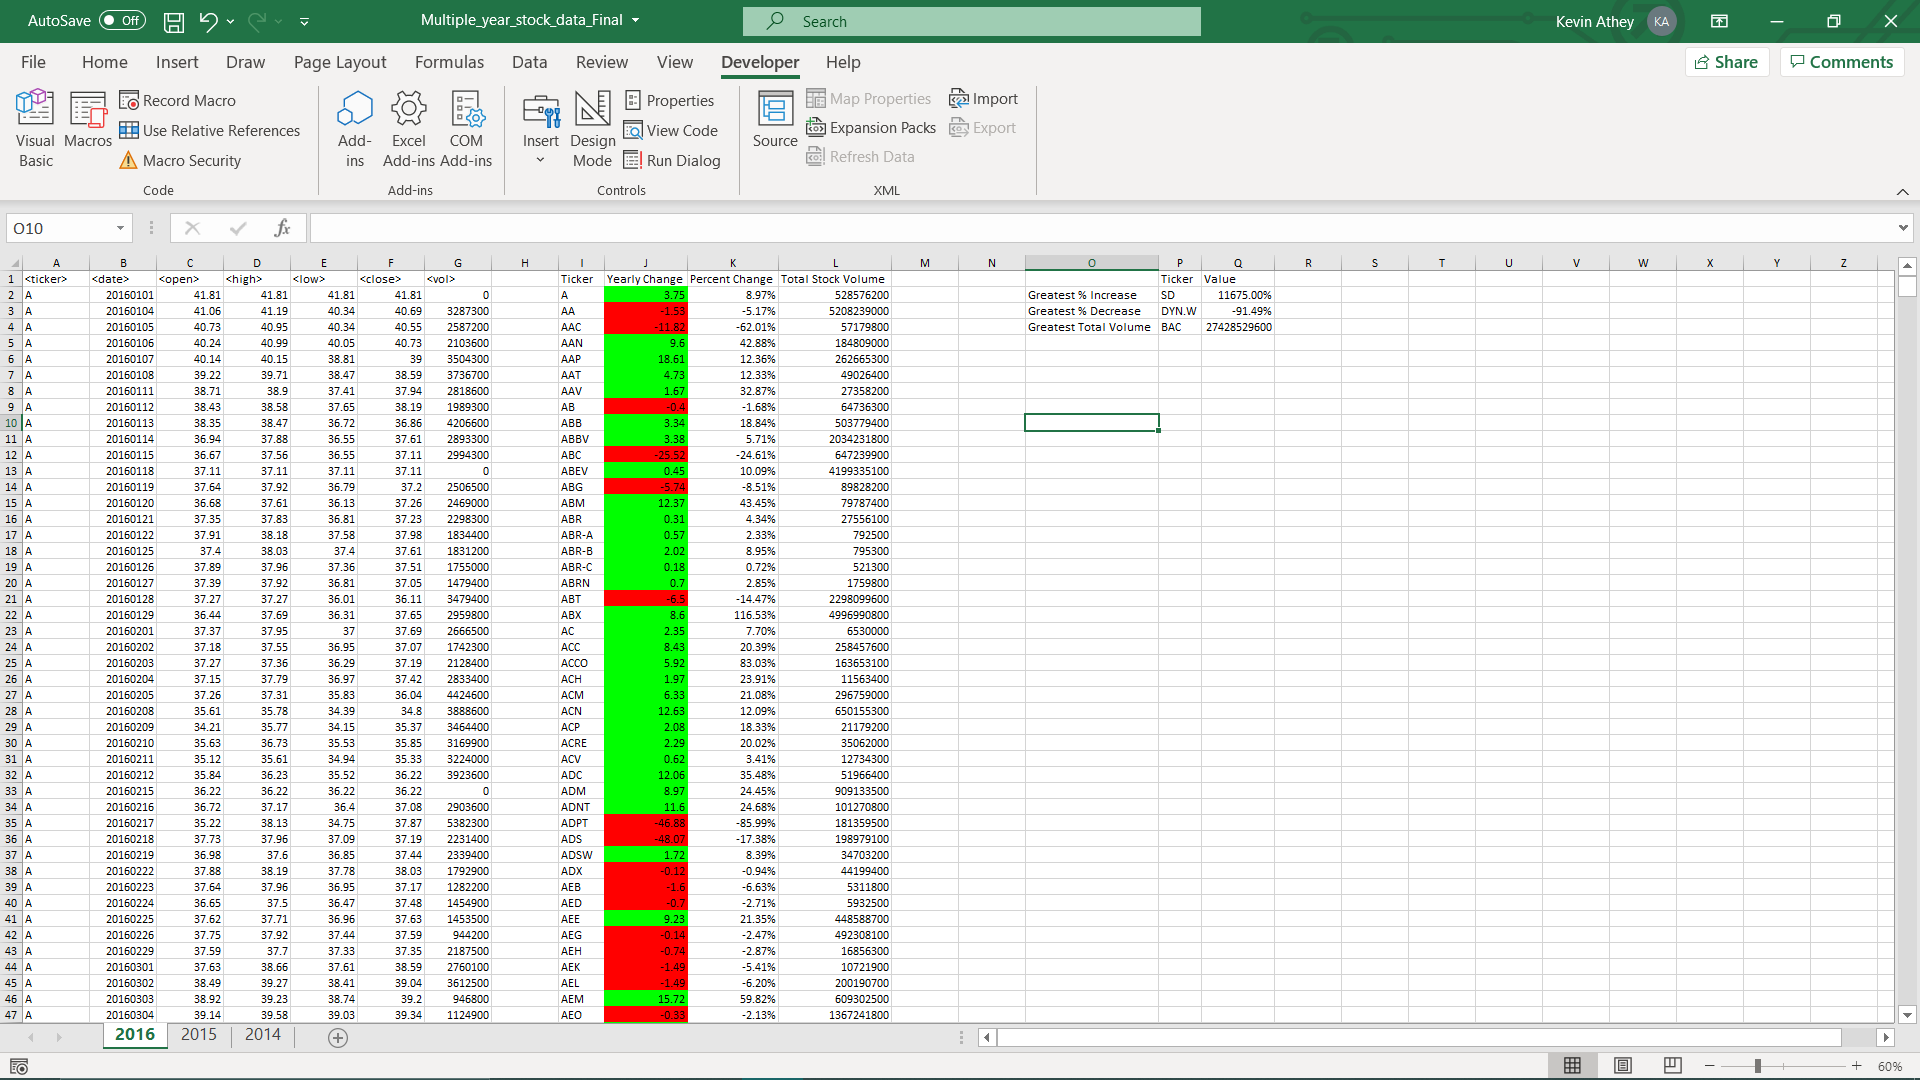 AutoSave Off Multiple_year_stock_data_Final Search Kevin Athey KA
File Home Insert Draw Page Layout Formulas Data Review View Developer Help Share Comments
Visual Basic
Macros
Record Macro
Use Relative References
Macro Security
Code
Add-ins
Excel Add-ins
COM Add-ins
Add-ins
Insert
Design Mode
Properties
View Code
Run Dialog
Controls
Source
Map Properties
Expansion Packs
Refresh Data
Import
Export
XML
O10 fx
A B C D E F G H I J K L M N O P Q R S T U V W X Y Z
1 <ticker> <date> <open> <high> <low> <close> <vol> Ticker Yearly Change Percent Change Total Stock Volume Ticker Value
2 A 20160101 41.81 41.81 41.81 41.81 0 A 3.75 8.97% 528576200 Greatest % Increase SD 11675.00%
3 A 20160104 41.06 41.19 40.34 40.69 3287300 AA -1.53 -5.17% 5208239000 Greatest % Decrease DYN.W -91.49%
4 A 20160105 40.73 40.95 40.34 40.55 2587200 AAC -11.82 -62.01% 57179800 Greatest Total Volume BAC 27428529600
5 A 20160106 40.24 40.99 40.05 40.73 2103600 AAN 9.6 42.88% 184809000
6 A 20160107 40.14 40.15 38.81 39 3504300 AAP 18.61 12.36% 262665300
7 A 20160108 39.22 39.71 38.47 38.59 3736700 AAT 4.73 12.33% 49026400
8 A 20160111 38.71 38.9 37.41 37.94 2818600 AAV 1.67 32.87% 27358200
9 A 20160112 38.43 38.58 37.65 38.19 1989300 AB -0.4 -1.68% 64736300
10 A 20160113 38.35 38.47 36.72 36.86 4206600 ABB 3.34 18.84% 503779400
11 A 20160114 36.94 37.88 36.55 37.61 2893300 ABBV 3.38 5.71% 2034231800
12 A 20160115 36.67 37.56 36.55 37.11 2994300 ABC -25.52 -24.61% 647239900
13 A 20160118 37.11 37.11 37.11 37.11 0 ABEV 0.45 10.09% 4199335100
14 A 20160119 37.64 37.92 36.79 37.2 2506500 ABG -5.74 -8.51% 89828200
15 A 20160120 36.68 37.61 36.13 37.26 2469000 ABM 12.37 43.45% 79787400
16 A 20160121 37.35 37.83 36.81 37.23 2298300 ABR 0.31 4.34% 27556100
17 A 20160122 37.91 38.18 37.58 37.98 1834400 ABR-A 0.57 2.33% 792500
18 A 20160125 37.4 38.03 37.4 37.61 1831200 ABR-B 2.02 8.95% 795300
19 A 20160126 37.89 37.96 37.36 37.51 1755000 ABR-C 0.18 0.72% 521300
20 A 20160127 37.39 37.92 36.81 37.05 1479400 ABRN 0.7 2.85% 1759800
21 A 20160128 37.27 37.27 36.01 36.11 3479400 ABT -6.5 -14.47% 2298099600
22 A 20160129 36.44 37.69 36.31 37.65 2959800 ABX 8.6 116.53% 4996990800
23 A 20160201 37.37 37.95 37 37.69 2666500 AC 2.35 7.70% 6530000
24 A 20160202 37.18 37.55 36.95 37.07 1742300 ACC 8.43 20.39% 258457600
25 A 20160203 37.27 37.36 36.29 37.19 2128400 ACCO 5.92 83.03% 163653100
26 A 20160204 37.15 37.79 36.97 37.42 2833400 ACH 1.97 23.91% 11563400
27 A 20160205 37.26 37.31 35.83 36.04 4424600 ACM 6.33 21.08% 296759000
28 A 20160208 35.61 35.78 34.39 34.8 3888600 ACN 12.63 12.09% 650155300
29 A 20160209 34.21 35.77 34.15 35.37 3464400 ACP 2.08 18.33% 21179200
30 A 20160210 35.63 36.73 35.53 35.85 3169900 ACRE 2.29 20.02% 35062000
31 A 20160211 35.12 35.61 34.94 35.33 3224000 ACV 0.62 3.41% 12734300
32 A 20160212 35.84 36.23 35.52 36.22 3923600 ADC 12.06 35.48% 51966400
33 A 20160215 36.22 36.22 36.22 36.22 0 ADM 8.97 24.45% 909133500
34 A 20160216 36.72 37.17 36.4 37.08 2903600 ADNT 11.6 24.68% 101270800
35 A 20160217 35.22 38.13 34.75 37.87 5382300 ADPT -46.88 -85.99% 181359500
36 A 20160218 37.73 37.96 37.09 37.19 2231400 ADS -48.07 -17.38% 198979100
37 A 20160219 36.98 37.6 36.85 37.44 2339400 ADSW 1.72 8.39% 34703200
38 A 20160222 37.88 38.19 37.78 38.03 1792900 ADX -0.12 -0.94% 44199400
39 A 20160223 37.64 37.96 36.95 37.17 1282200 AEB -1.6 -6.63% 5311800
40 A 20160224 36.65 37.5 36.47 37.48 1454900 AED -0.7 -2.71% 5932500
41 A 20160225 37.62 37.71 36.96 37.63 1453500 AEE 9.23 21.35% 448588700
42 A 20160226 37.75 37.92 37.44 37.59 944200 AEG -0.14 -2.47% 492308100
43 A 20160229 37.59 37.7 37.33 37.35 2187500 AEH -0.74 -2.87% 16856300
44 A 20160301 37.63 38.66 37.61 38.59 2760100 AEK -1.49 -5.41% 10721900
45 A 20160302 38.49 39.27 38.41 39.04 3612500 AEL -1.49 -6.20% 200190700
46 A 20160303 38.92 39.23 38.74 39.2 946800 AEM 15.72 59.82% 609302500
47 A 20160304 39.14 39.58 39.03 39.34 1124900 AEO -0.33 -2.13% 1367241800
2016 2015 2014
60%